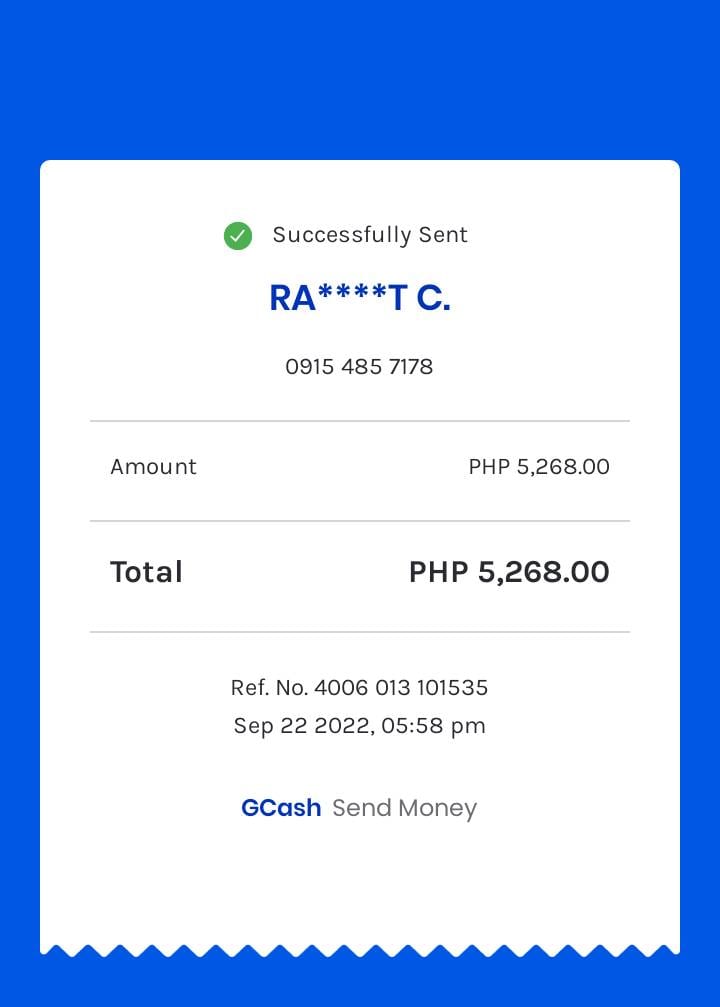 Successfully Sent
RA****T C.
0915 485 7178
Amount PHP 5,268.00
Total PHP 5,268.00
Ref. No. 4006 013 101535
Sep 22 2022, 05:58 pm
GCash Send Money